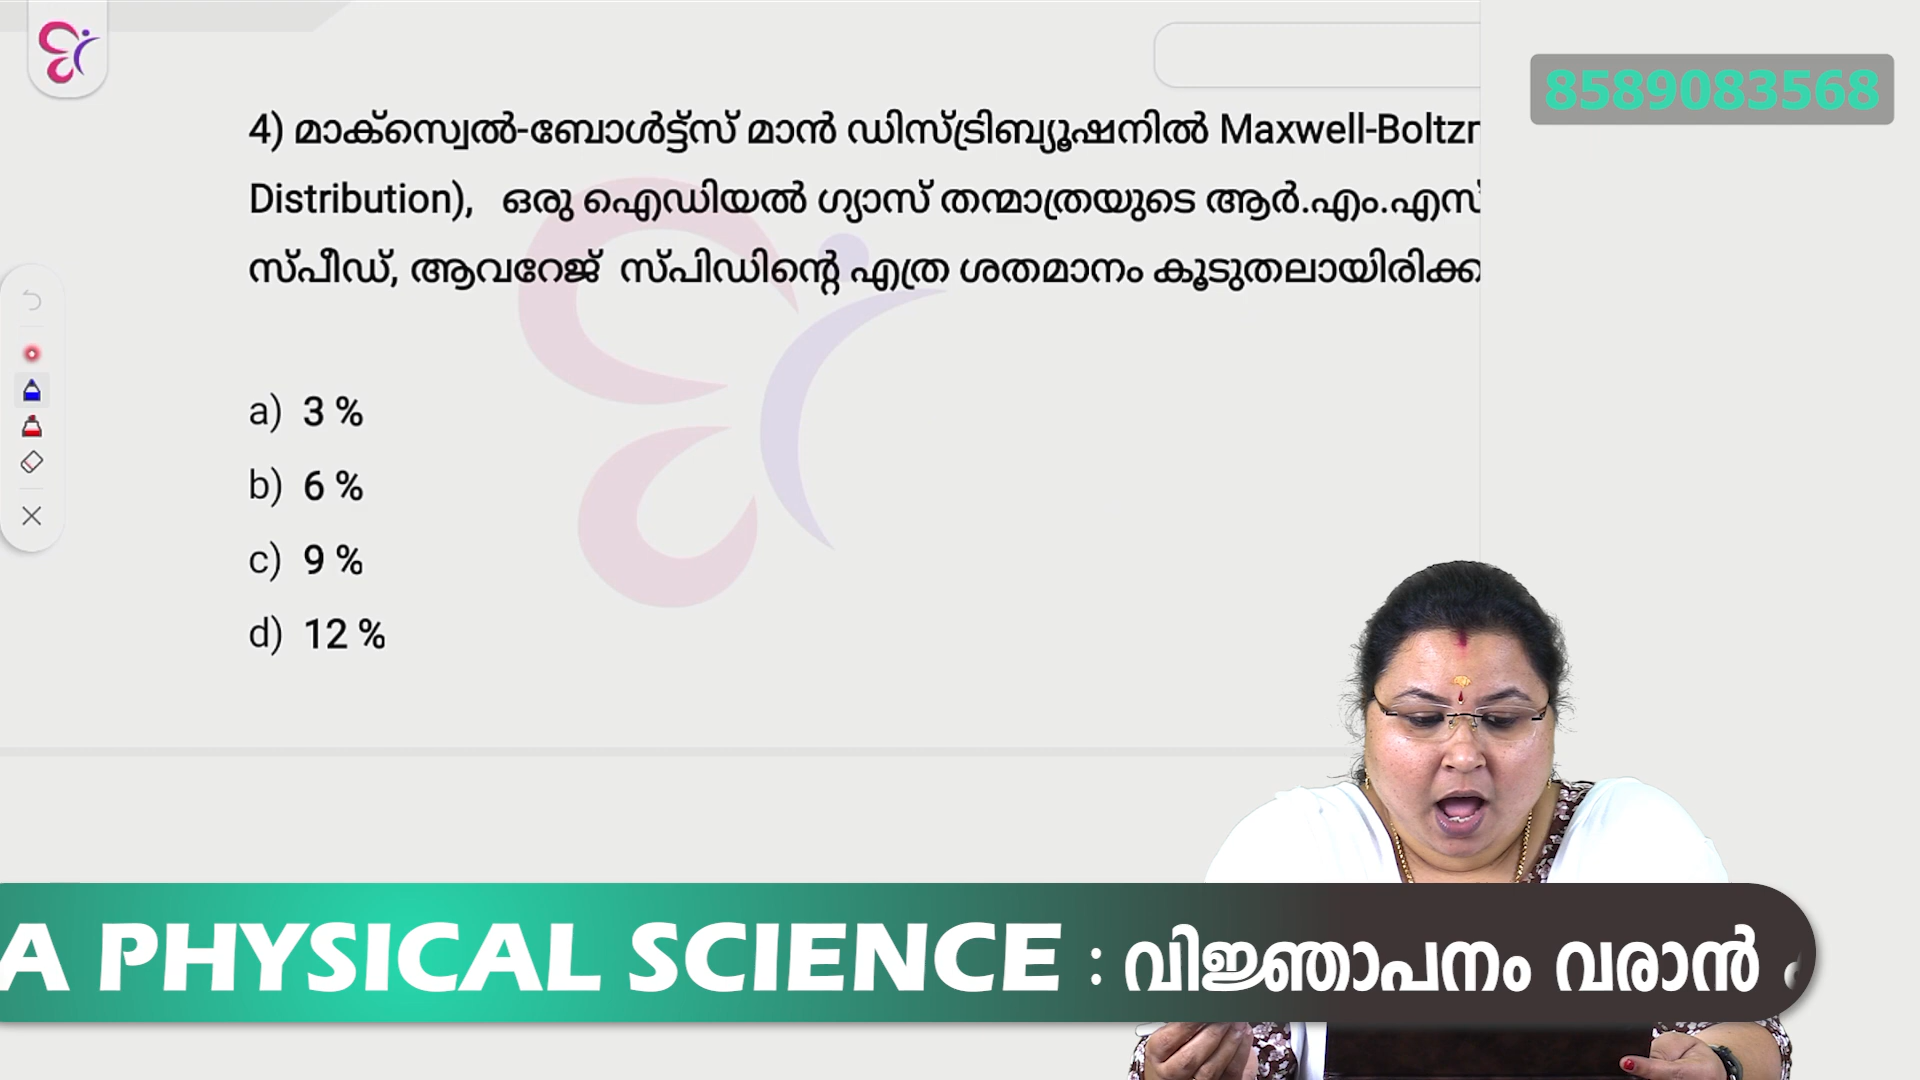 8589083568
4) മാക്സ്വെൽ-ബോൾട്ട്സ് മാൻ ഡിസ്ട്രിബ്യൂഷനിൽ Maxwell-Boltzr
Distribution), ഒരു ഐഡിയൽ ഗ്യാസ് തന്മാത്രയുടെ ആർ.എം.എസ്
സ്പീഡ്, ആവറേജ് സ്പിഡിന്റെ എത്ര ശതമാനം കൂടുതലായിരിക്ക
a) 3 %
b) 6 %
c) 9 %
d) 12 %
A PHYSICAL SCIENCE : വിജ്ഞാപനം വരാൻ